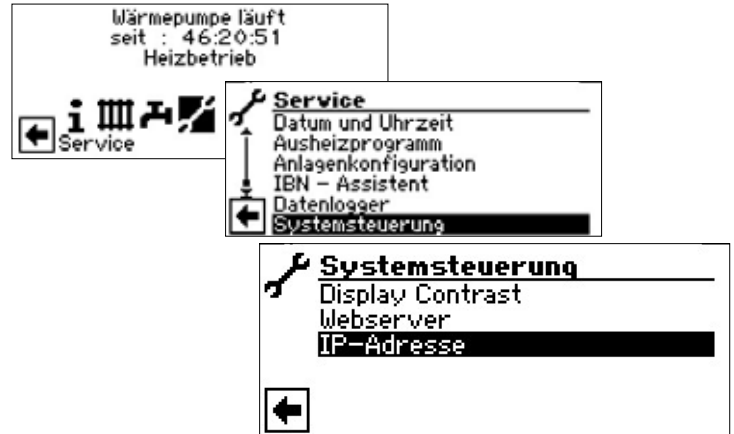 Wärmepumpe läuft
seit : 46:20:51
Heizbetrieb
Service
Service
Datum und Uhrzeit
Ausheizprogramm
Anlagenkonfiguration
IBN - Assistent
Datenlogger
Systemsteuerung
Systemsteuerung
Display Contrast
Webserver
IP-Adresse